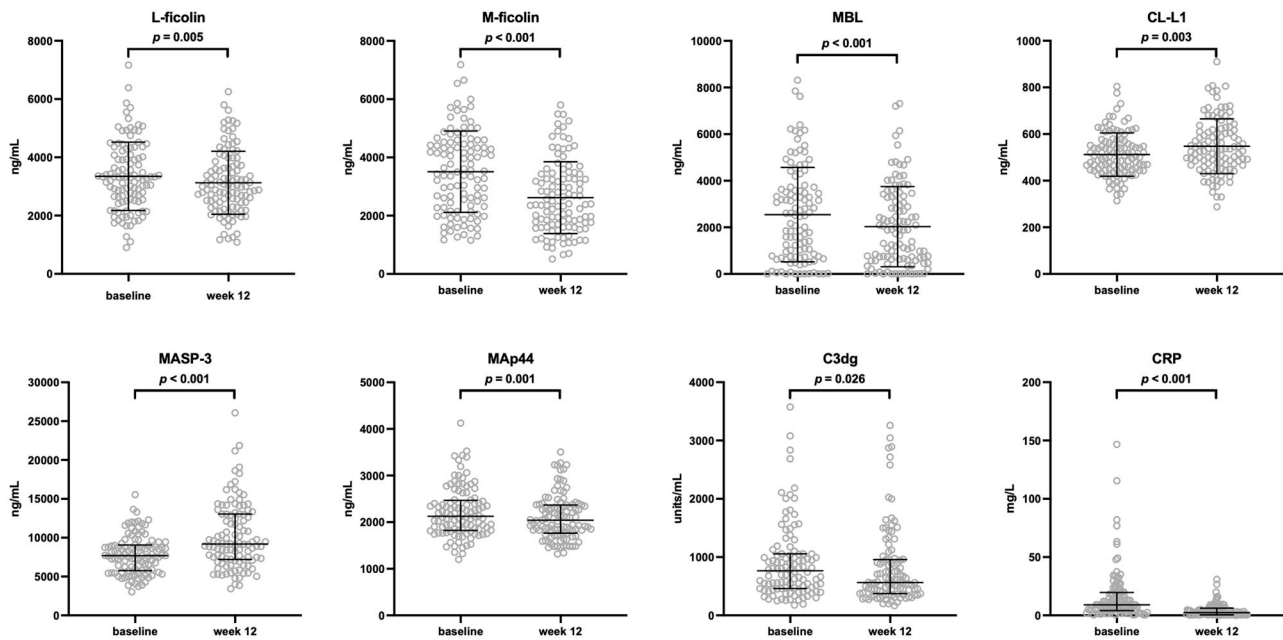 L-ficolin
p = 0.005
8000
6000
4000
2000
0
ng/mL
baseline
week 12
M-ficolin
p < 0.001
8000
6000
4000
2000
0
ng/mL
baseline
week 12
MBL
p < 0.001
10000
8000
6000
4000
2000
0
ng/mL
baseline
week 12
CL-L1
p = 0.003
1000
800
600
400
200
0
ng/mL
baseline
week 12
MASP-3
p < 0.001
30000
25000
20000
15000
10000
5000
0
ng/mL
baseline
week 12
MAp44
p = 0.001
5000
4000
3000
2000
1000
0
ng/mL
baseline
week 12
C3dg
p = 0.026
4000
3000
2000
1000
0
units/mL
baseline
week 12
CRP
p < 0.001
200
150
100
50
0
mg/L
baseline
week 12